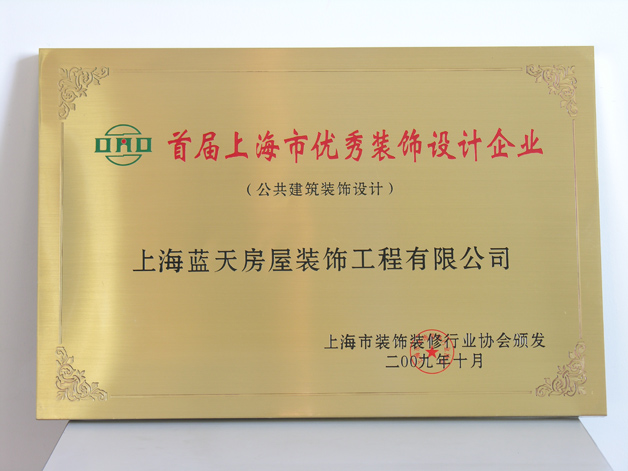 首届上海市优秀装饰设计企业
（公共建筑装饰设计）
上海蓝天房屋装饰工程有限公司
上海市装饰装修行业协会颁发
二00九年十月